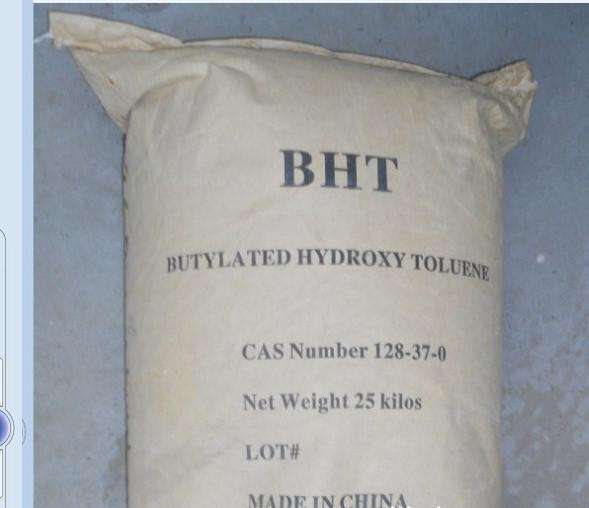 BHT
BUTYLATED HYDROXY TOLUENE
CAS Number 128-37-0
Net Weight 25 kilos
LOT#
MADE IN CHINA